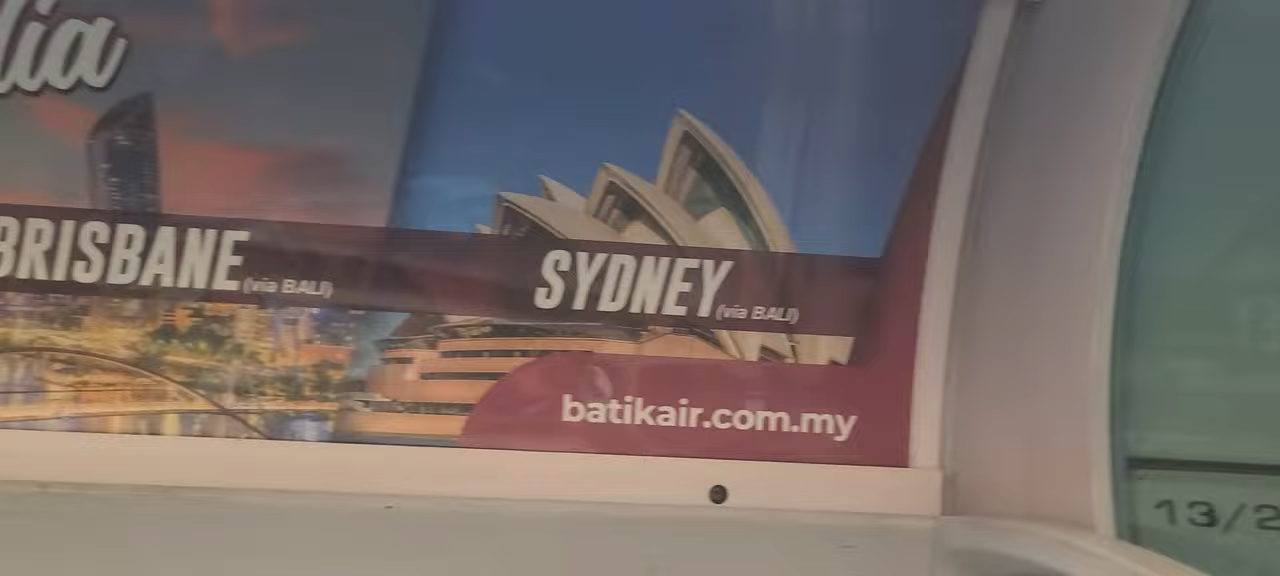 lia
BRISBANE (via BALI)
SYDNEY (via BALI)
batikair.com.my
13/2